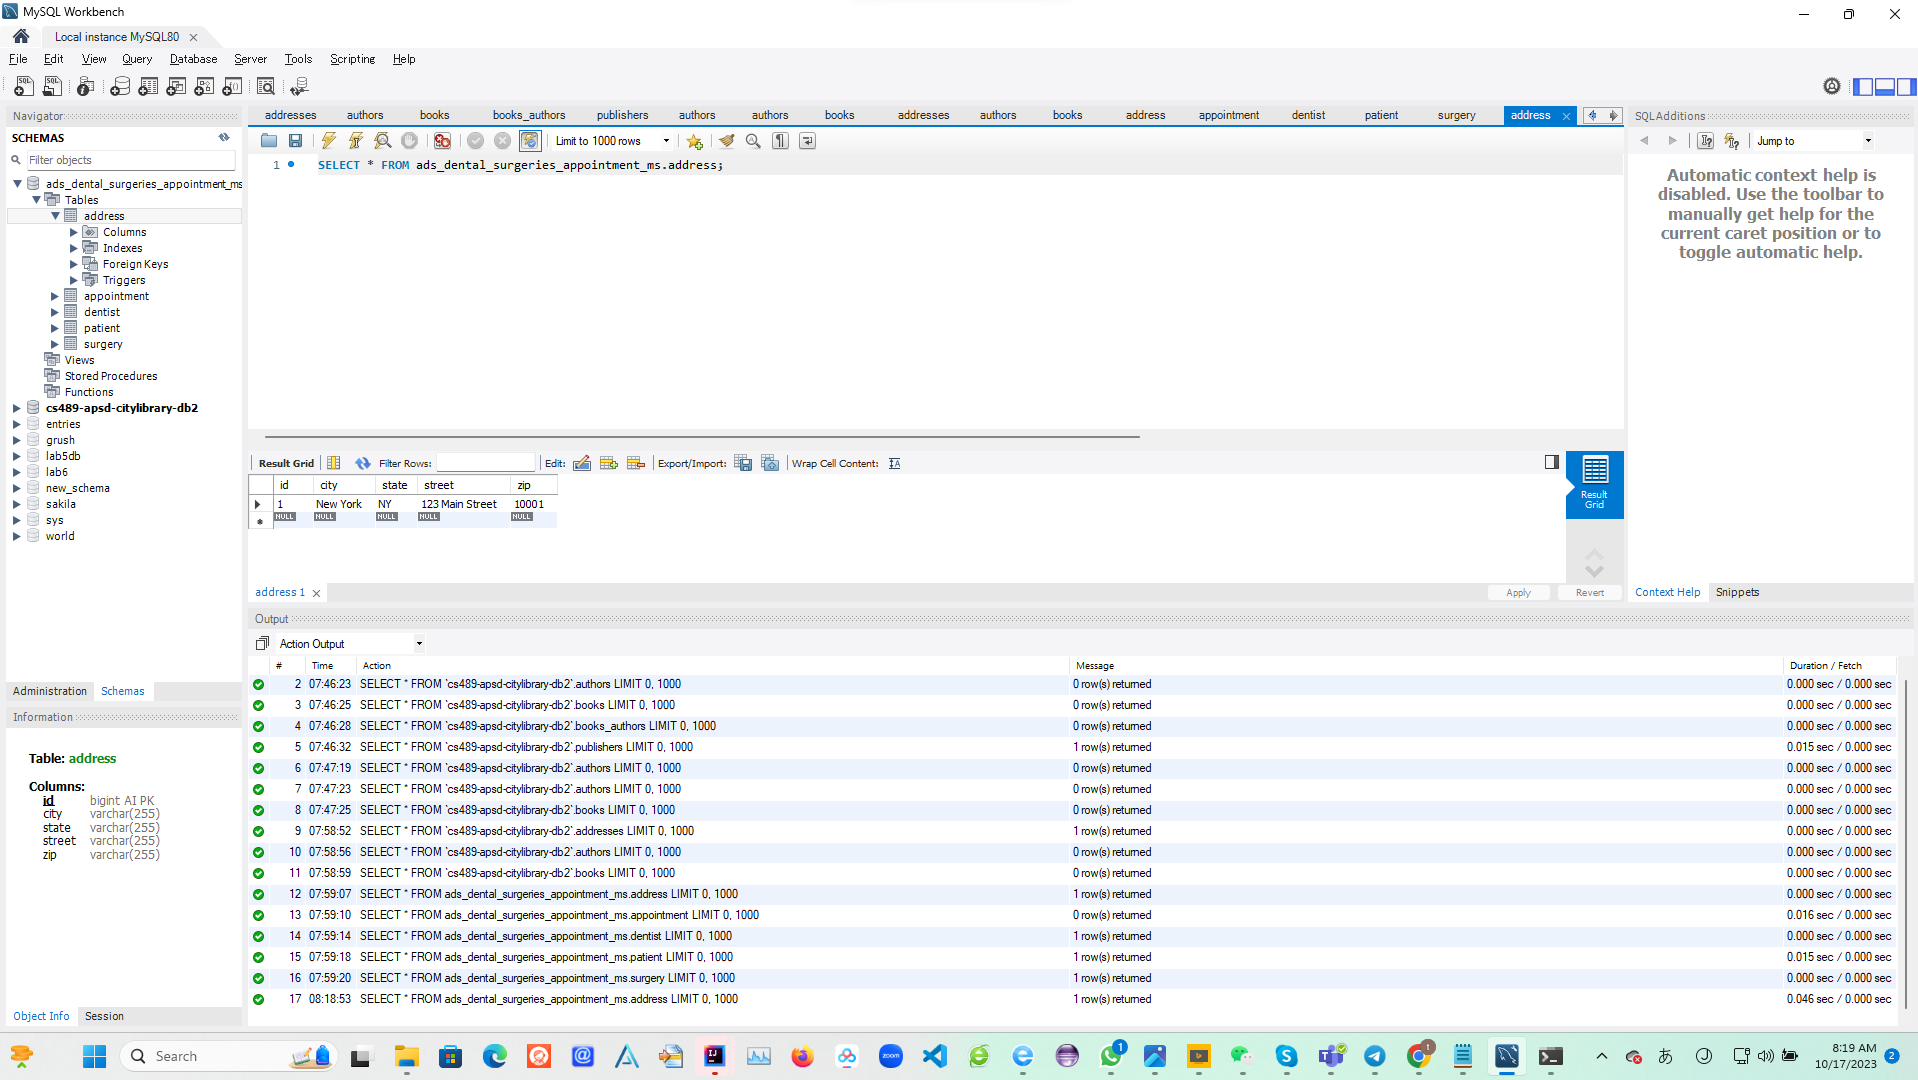 MySQL Workbench
Local instance MySQL80
File Edit View Query Database Server Tools Scripting Help
Navigator
SCHEMAS
Filter objects
ads_dental_surgeries_appointment_ms
Tables
address
Columns
Indexes
Foreign Keys
Triggers
appointment
dentist
patient
surgery
Views
Stored Procedures
Functions
cs489-apsd-citylibrary-db2
entries
grush
lab5db
lab6
new_schema
sakila
sys
world
Administration Schemas
Information
Table: address
Columns:
id bigint AI PK
city varchar(255)
state varchar(255)
street varchar(255)
zip varchar(255)
Object Info Session
addresses authors books books_authors publishers authors authors books addresses authors books address appointment dentist patient surgery address
Limit to 1000 rows
1 SELECT * FROM ads_dental_surgeries_appointment_ms.address;
Result Grid Filter Rows: Edit: Export/Import: Wrap Cell Content:
id city state street zip
1 New York NY 123 Main Street 10001
NULL NULL NULL NULL NULL
Result
Grid
address 1
Apply Revert
SQLAdditions
Jump to
Automatic context help is
disabled. Use the toolbar to
manually get help for the
current caret position or to
toggle automatic help.
Context Help Snippets
Output
Action Output
# Time Action Message Duration / Fetch
2 07:46:23 SELECT * FROM `cs489-apsd-citylibrary-db2`.authors LIMIT 0, 1000 0 row(s) returned 0.000 sec / 0.000 sec
3 07:46:25 SELECT * FROM `cs489-apsd-citylibrary-db2`.books LIMIT 0, 1000 0 row(s) returned 0.000 sec / 0.000 sec
4 07:46:28 SELECT * FROM `cs489-apsd-citylibrary-db2`.books_authors LIMIT 0, 1000 0 row(s) returned 0.000 sec / 0.000 sec
5 07:46:32 SELECT * FROM `cs489-apsd-citylibrary-db2`.publishers LIMIT 0, 1000 1 row(s) returned 0.015 sec / 0.000 sec
6 07:47:19 SELECT * FROM `cs489-apsd-citylibrary-db2`.authors LIMIT 0, 1000 0 row(s) returned 0.000 sec / 0.000 sec
7 07:47:23 SELECT * FROM `cs489-apsd-citylibrary-db2`.authors LIMIT 0, 1000 0 row(s) returned 0.000 sec / 0.000 sec
8 07:47:25 SELECT * FROM `cs489-apsd-citylibrary-db2`.books LIMIT 0, 1000 0 row(s) returned 0.000 sec / 0.000 sec
9 07:58:52 SELECT * FROM `cs489-apsd-citylibrary-db2`.addresses LIMIT 0, 1000 1 row(s) returned 0.000 sec / 0.000 sec
10 07:58:56 SELECT * FROM `cs489-apsd-citylibrary-db2`.authors LIMIT 0, 1000 0 row(s) returned 0.000 sec / 0.000 sec
11 07:58:59 SELECT * FROM `cs489-apsd-citylibrary-db2`.books LIMIT 0, 1000 0 row(s) returned 0.000 sec / 0.000 sec
12 07:59:07 SELECT * FROM ads_dental_surgeries_appointment_ms.address LIMIT 0, 1000 1 row(s) returned 0.000 sec / 0.000 sec
13 07:59:10 SELECT * FROM ads_dental_surgeries_appointment_ms.appointment LIMIT 0, 1000 0 row(s) returned 0.016 sec / 0.000 sec
14 07:59:14 SELECT * FROM ads_dental_surgeries_appointment_ms.dentist LIMIT 0, 1000 1 row(s) returned 0.000 sec / 0.000 sec
15 07:59:18 SELECT * FROM ads_dental_surgeries_appointment_ms.patient LIMIT 0, 1000 1 row(s) returned 0.015 sec / 0.000 sec
16 07:59:20 SELECT * FROM ads_dental_surgeries_appointment_ms.surgery LIMIT 0, 1000 1 row(s) returned 0.000 sec / 0.000 sec
17 08:18:53 SELECT * FROM ads_dental_surgeries_appointment_ms.address LIMIT 0, 1000 1 row(s) returned 0.046 sec / 0.000 sec
Search
zoom
1
1
あ
8:19 AM
10/17/2023
2